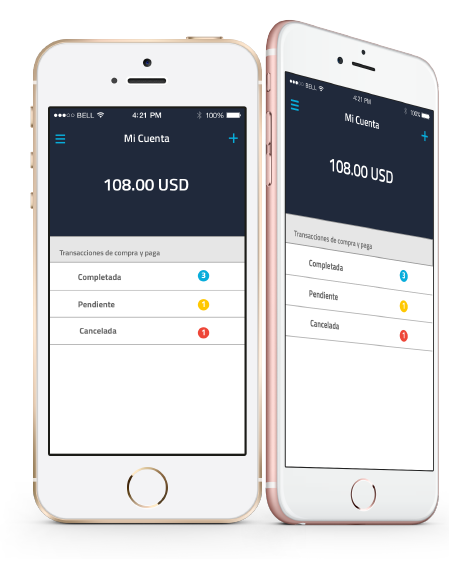 ●●●○○ BELL 4:21 PM 100%
Mi Cuenta
+
108.00 USD
Transacciones de compra y pega
Completada 3
Pendiente 1
Cancelada 1
●●●○○ BELL 4:21 PM 100%
Mi Cuenta
+
108.00 USD
Transacciones de compra y pega
Completada 3
Pendiente 1
Cancelada 1